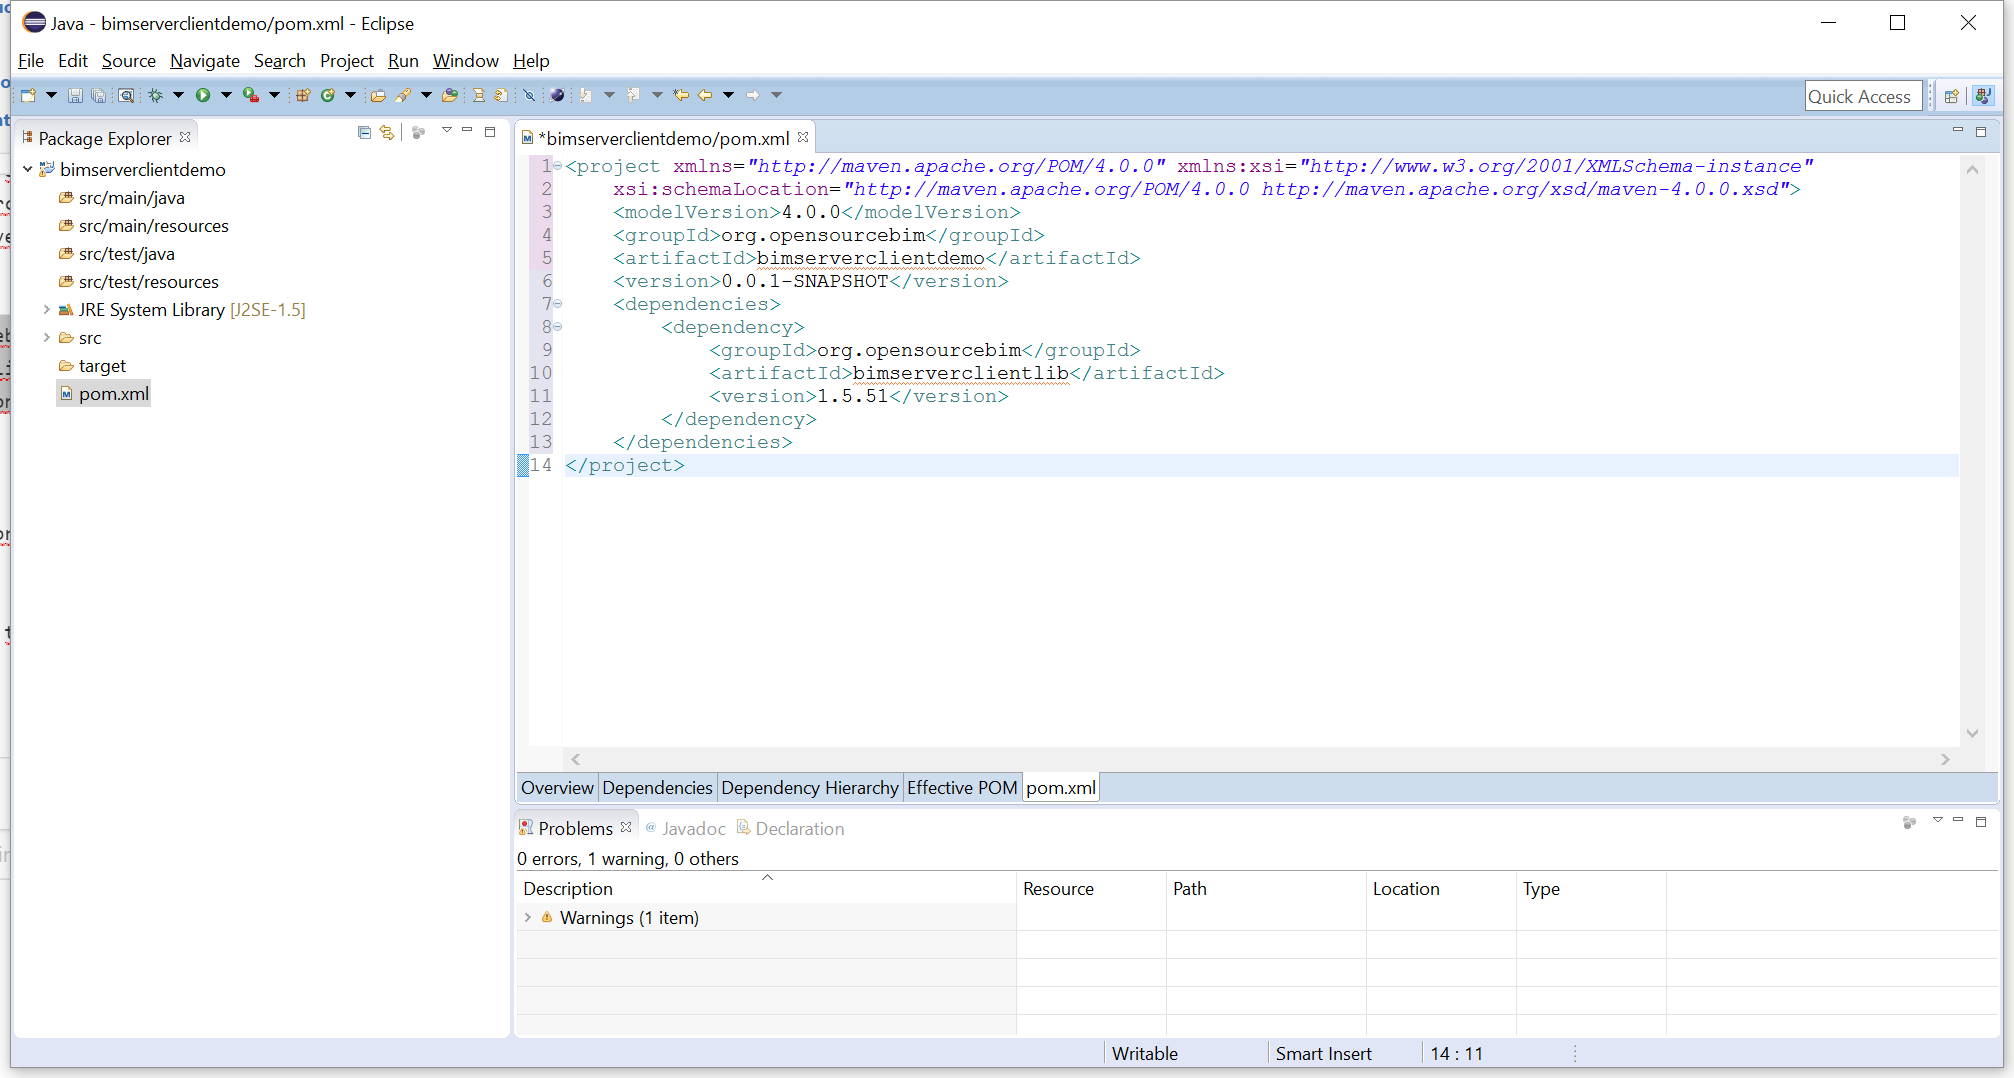 Java - bimserverclientdemo/pom.xml - Eclipse
File Edit Source Navigate Search Project Run Window Help
Quick Access
Package Explorer
bimserverclientdemo
src/main/java
src/main/resources
src/test/java
src/test/resources
JRE System Library [J2SE-1.5]
src
target
pom.xml
*bimserverclientdemo/pom.xml
1 <project xmlns="http://maven.apache.org/POM/4.0.0" xmlns:xsi="http://www.w3.org/2001/XMLSchema-instance"
2 xsi:schemaLocation="http://maven.apache.org/POM/4.0.0 http://maven.apache.org/xsd/maven-4.0.0.xsd">
3 <modelVersion>4.0.0</modelVersion>
4 <groupId>org.opensourcebim</groupId>
5 <artifactId>bimserverclientdemo</artifactId>
6 <version>0.0.1-SNAPSHOT</version>
7 <dependencies>
8 <dependency>
9 <groupId>org.opensourcebim</groupId>
10 <artifactId>bimserverclientlib</artifactId>
11 <version>1.5.51</version>
12 </dependency>
13 </dependencies>
14 </project>
Overview Dependencies Dependency Hierarchy Effective POM pom.xml
Problems @ Javadoc Declaration
0 errors, 1 warning, 0 others
Description Resource Path Location Type
Warnings (1 item)
Writable Smart Insert 14 : 11